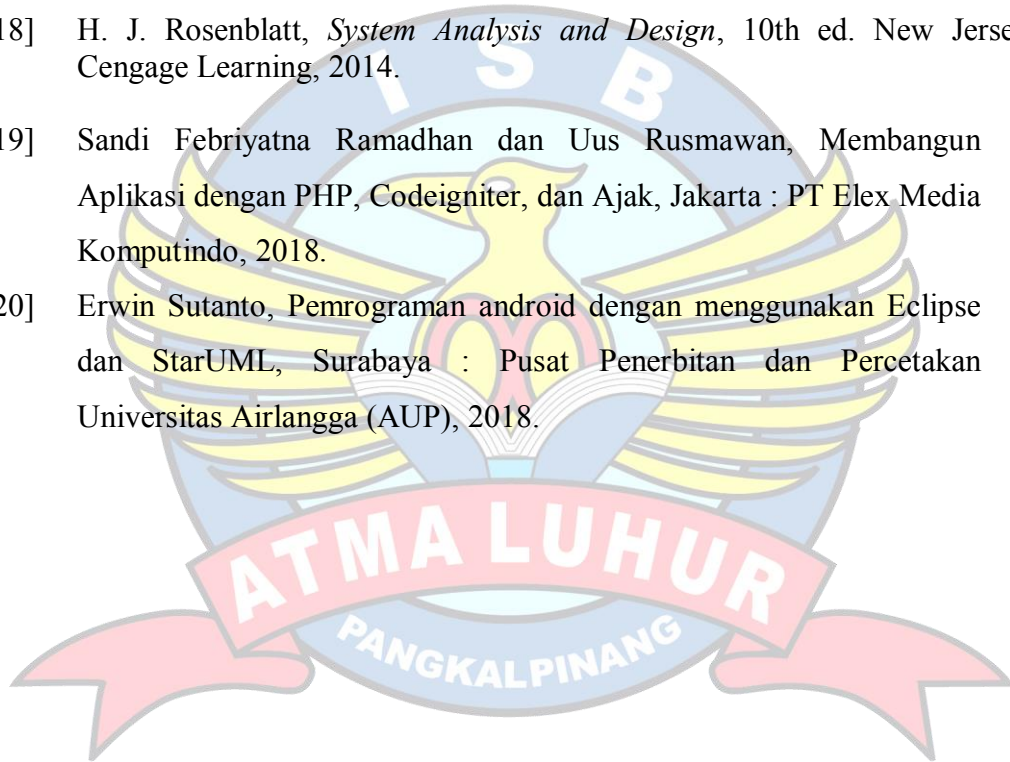 18] H. J. Rosenblatt, System Analysis and Design, 10th ed. New Jerse
Cengage Learning, 2014.
19] Sandi Febriyatna Ramadhan dan Uus Rusmawan, Membangun
Aplikasi dengan PHP, Codeigniter, dan Ajak, Jakarta : PT Elex Media
Komputindo, 2018.
20] Erwin Sutanto, Pemrograman android dengan menggunakan Eclipse
dan StarUML, Surabaya : Pusat Penerbitan dan Percetakan
Universitas Airlangga (AUP), 2018.
I S B
ATMA LUHUR
PANGKALPINANG